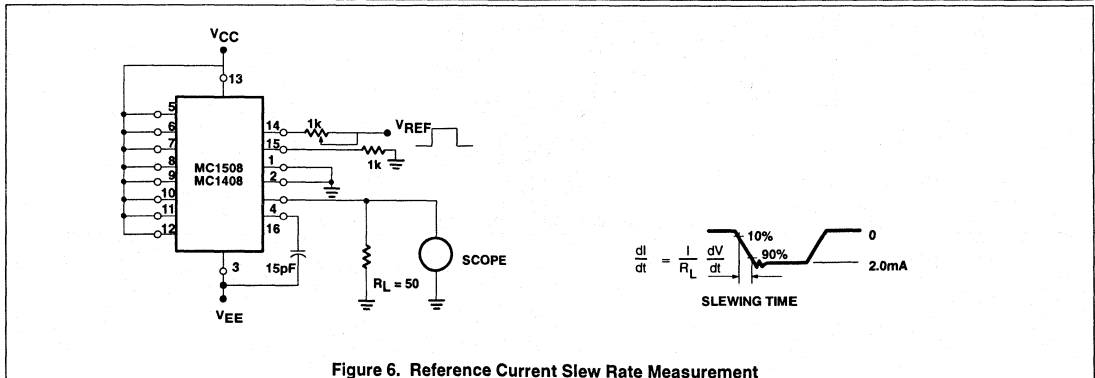 VCC
13
5
6
7
8
9
10
11
12
MC1508
MC1408
14
15
1
2
4
16
3
1k
VREF
1k
15pF
RL = 50
SCOPE
VEE
dI/dt = I/RL dV/dt
10%
90%
0
2.0mA
SLEWING TIME
Figure 6. Reference Current Slew Rate Measurement